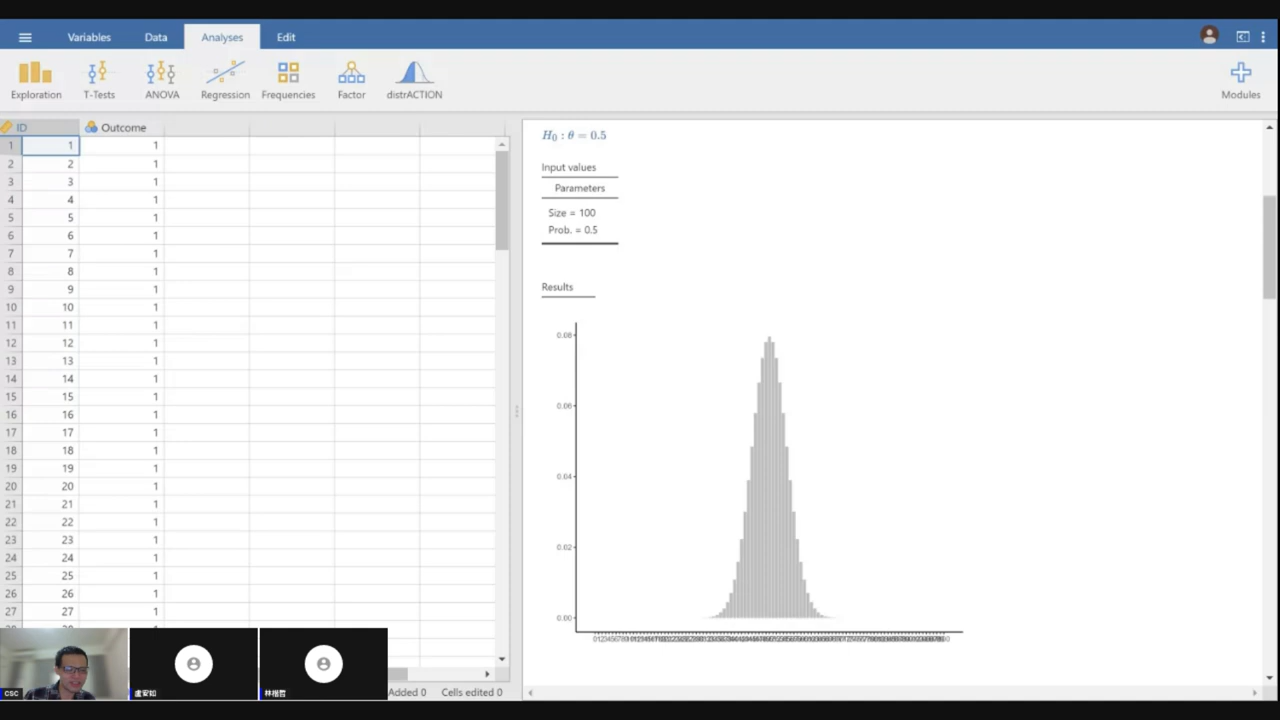 Variables Data Analyses Edit
Exploration T-Tests ANOVA Regression Frequencies Factor distrACTION Modules
ID Outcome
1 1 1
2 2 1
3 3 1
4 4 1
5 5 1
6 6 1
7 7 1
8 8 1
9 9 1
10 10 1
11 11 1
12 12 1
13 13 1
14 14 1
15 15 1
16 16 1
17 17 1
18 18 1
19 19 1
20 20 1
21 21 1
22 22 1
23 23 1
24 24 1
25 25 1
26 26 1
27 27 1
Added 0 Cells edited 0
H₀ : θ = 0.5
Input values
Parameters
Size = 100
Prob. = 0.5
Results
0.08
0.06
0.04
0.02
0.00
CSC
盧安如
林楷哲